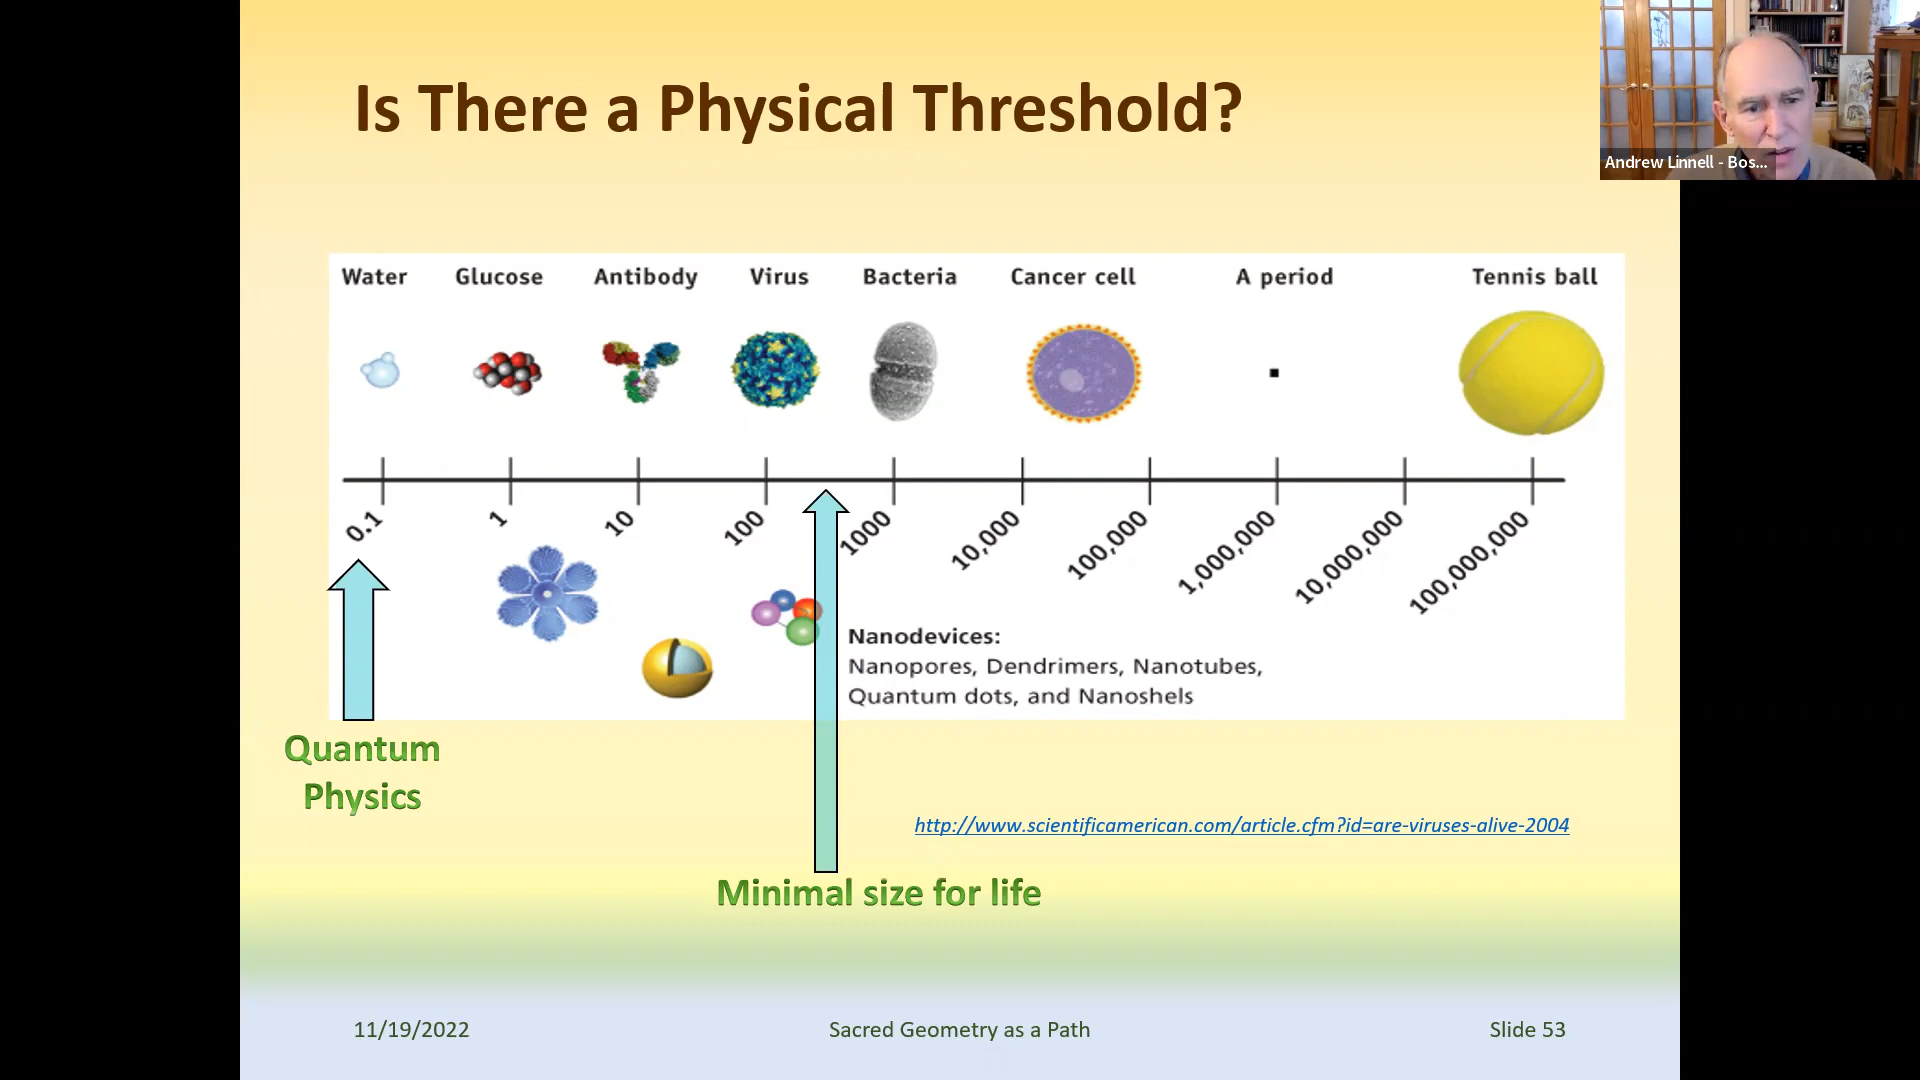 Is There a Physical Threshold?
Andrew Linnell - Bos...
Water Glucose Antibody Virus Bacteria Cancer cell A period Tennis ball
0.1 1 10 100 1000 10,000 100,000 1,000,000 10,000,000 100,000,000
Nanodevices:
Nanopores, Dendrimers, Nanotubes,
Quantum dots, and Nanoshels
Quantum
Physics
http://www.scientificamerican.com/article.cfm?id=are-viruses-alive-2004
Minimal size for life
11/19/2022 Sacred Geometry as a Path Slide 53